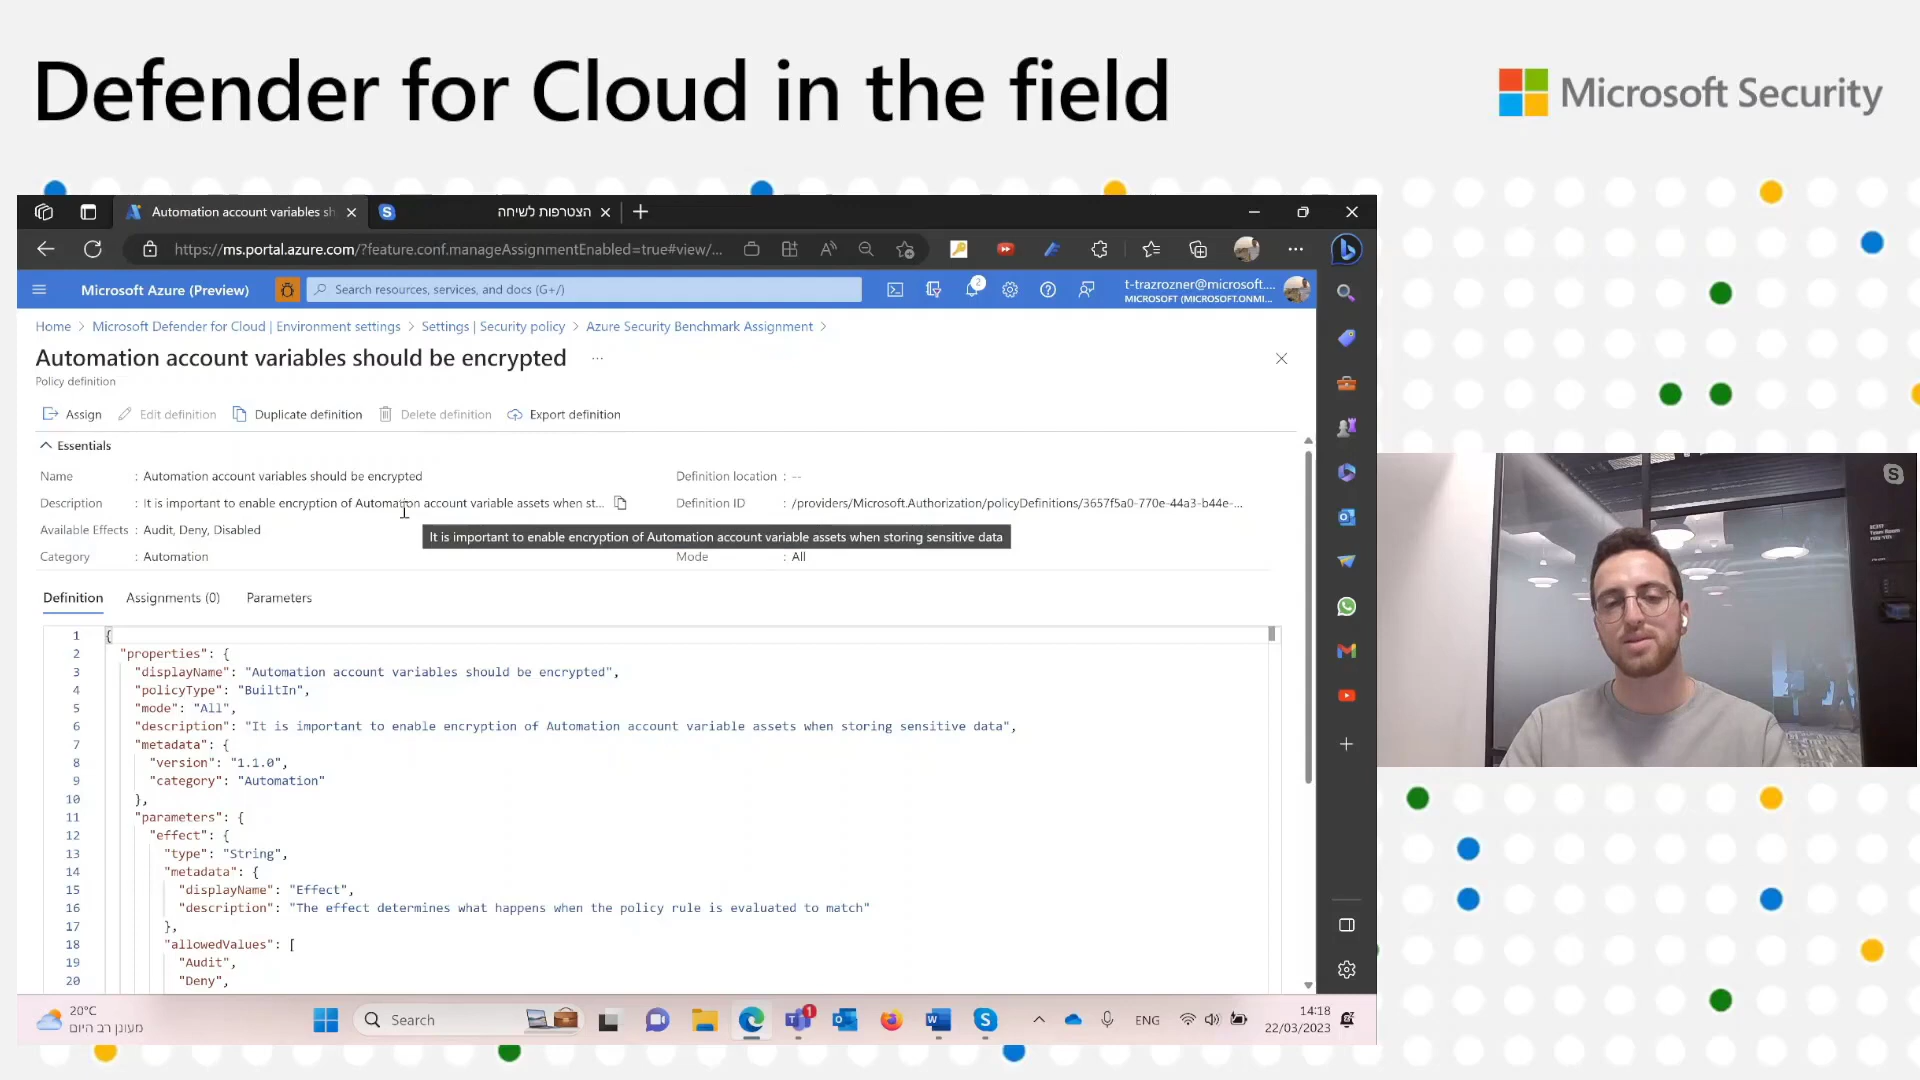 Defender for Cloud in the field
Microsoft Security
Automation account variables sh
הצטרפות לשיחה
https://ms.portal.azure.com/?feature.conf.manageAssignmentEnabled=true#view/...
Microsoft Azure (Preview)
Search resources, services, and docs (G+/)
2
t-trazrozner@microsoft....
MICROSOFT (MICROSOFT.ONMI...
Home > Microsoft Defender for Cloud | Environment settings > Settings | Security policy > Azure Security Benchmark Assignment >
Automation account variables should be encrypted ...
Policy definition
Assign Edit definition Duplicate definition Delete definition Export definition
Essentials
Name : Automation account variables should be encrypted Definition location : --
Description : It is important to enable encryption of Automation account variable assets when st... Definition ID : /providers/Microsoft.Authorization/policyDefinitions/3657f5a0-770e-44a3-b44e-...
Available Effects : Audit, Deny, Disabled
It is important to enable encryption of Automation account variable assets when storing sensitive data
Category : Automation Mode : All
Definition Assignments (0) Parameters
1 {
2 "properties": {
3 "displayName": "Automation account variables should be encrypted",
4 "policyType": "BuiltIn",
5 "mode": "All",
6 "description": "It is important to enable encryption of Automation account variable assets when storing sensitive data",
7 "metadata": {
8 "version": "1.1.0",
9 "category": "Automation"
10 },
11 "parameters": {
12 "effect": {
13 "type": "String",
14 "metadata": {
15 "displayName": "Effect",
16 "description": "The effect determines what happens when the policy rule is evaluated to match"
17 },
18 "allowedValues": [
19 "Audit",
20 "Deny",
20°C
מעונן רב היום
Search
1
ENG
14:18
22/03/2023